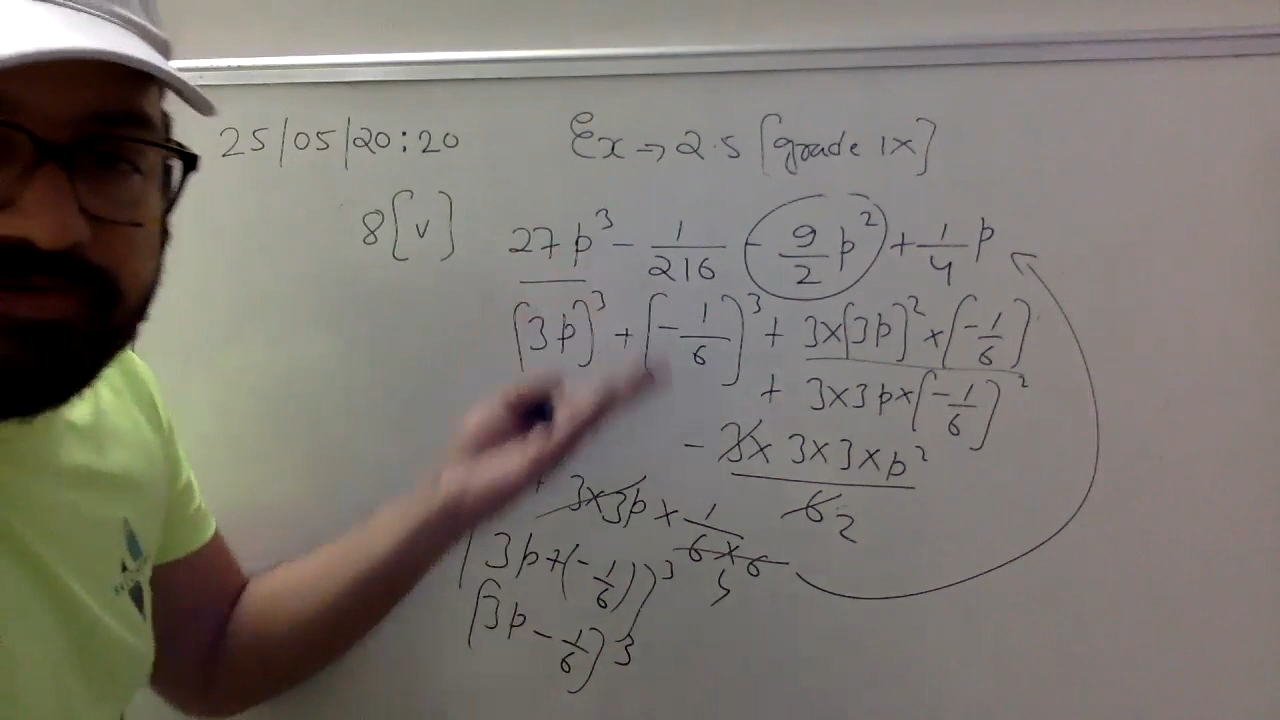 25/05/20:20 Ex → 2.5 [grade IX]
8[v] 27p³ - 1/216 - 9/2 p² + 1/4 p
[3p]³ + [-1/6]³ + 3×[3p]² × [-1/6]
+ 3×3p×[-1/6]²
- 3× 3×3×p² / 6 2
+ 3×3p × 1/6×6
(3p+(-1/6))³
[3p - 1/6]3